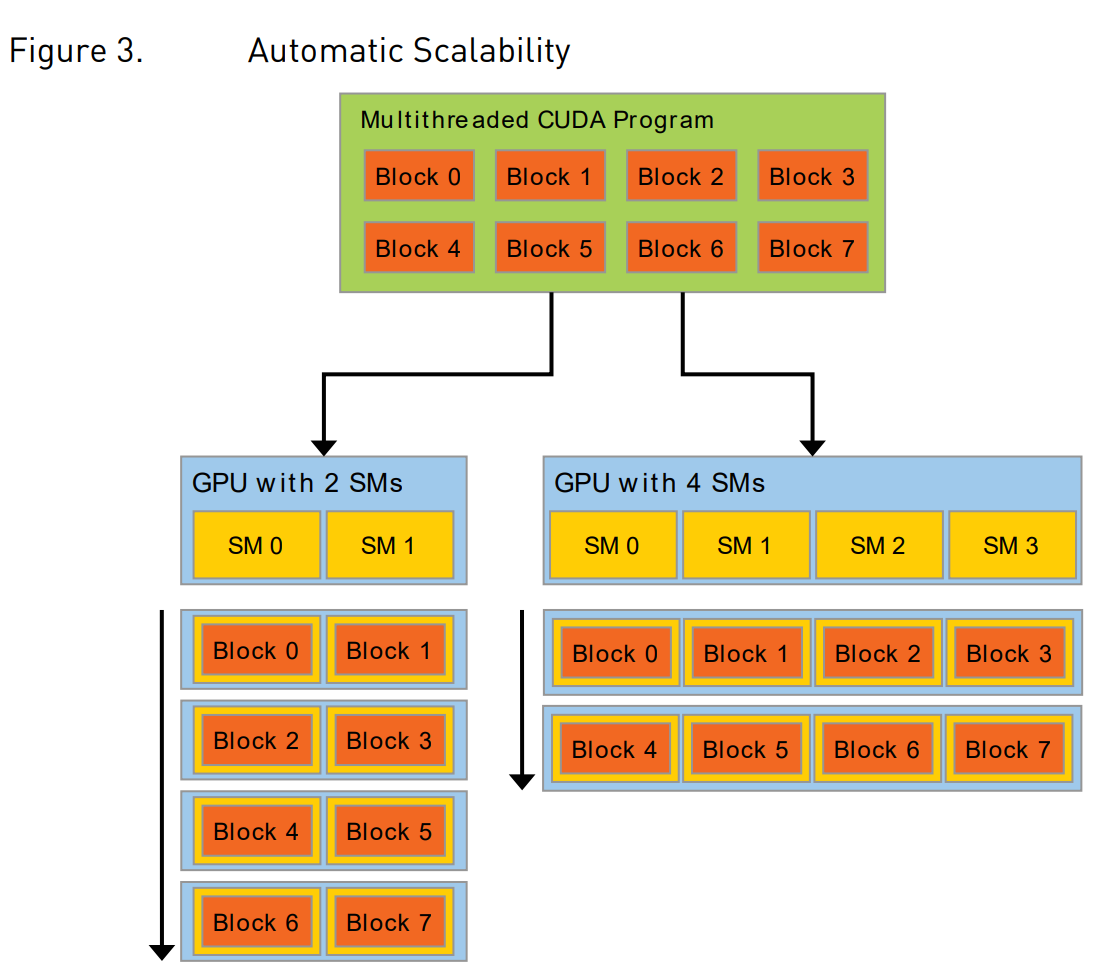 Figure 3. Automatic Scalability
Multithreaded CUDA Program
Block 0 Block 1 Block 2 Block 3
Block 4 Block 5 Block 6 Block 7
GPU with 2 SMs
SM 0 SM 1
Block 0 Block 1
Block 2 Block 3
Block 4 Block 5
Block 6 Block 7
GPU with 4 SMs
SM 0 SM 1 SM 2 SM 3
Block 0 Block 1 Block 2 Block 3
Block 4 Block 5 Block 6 Block 7